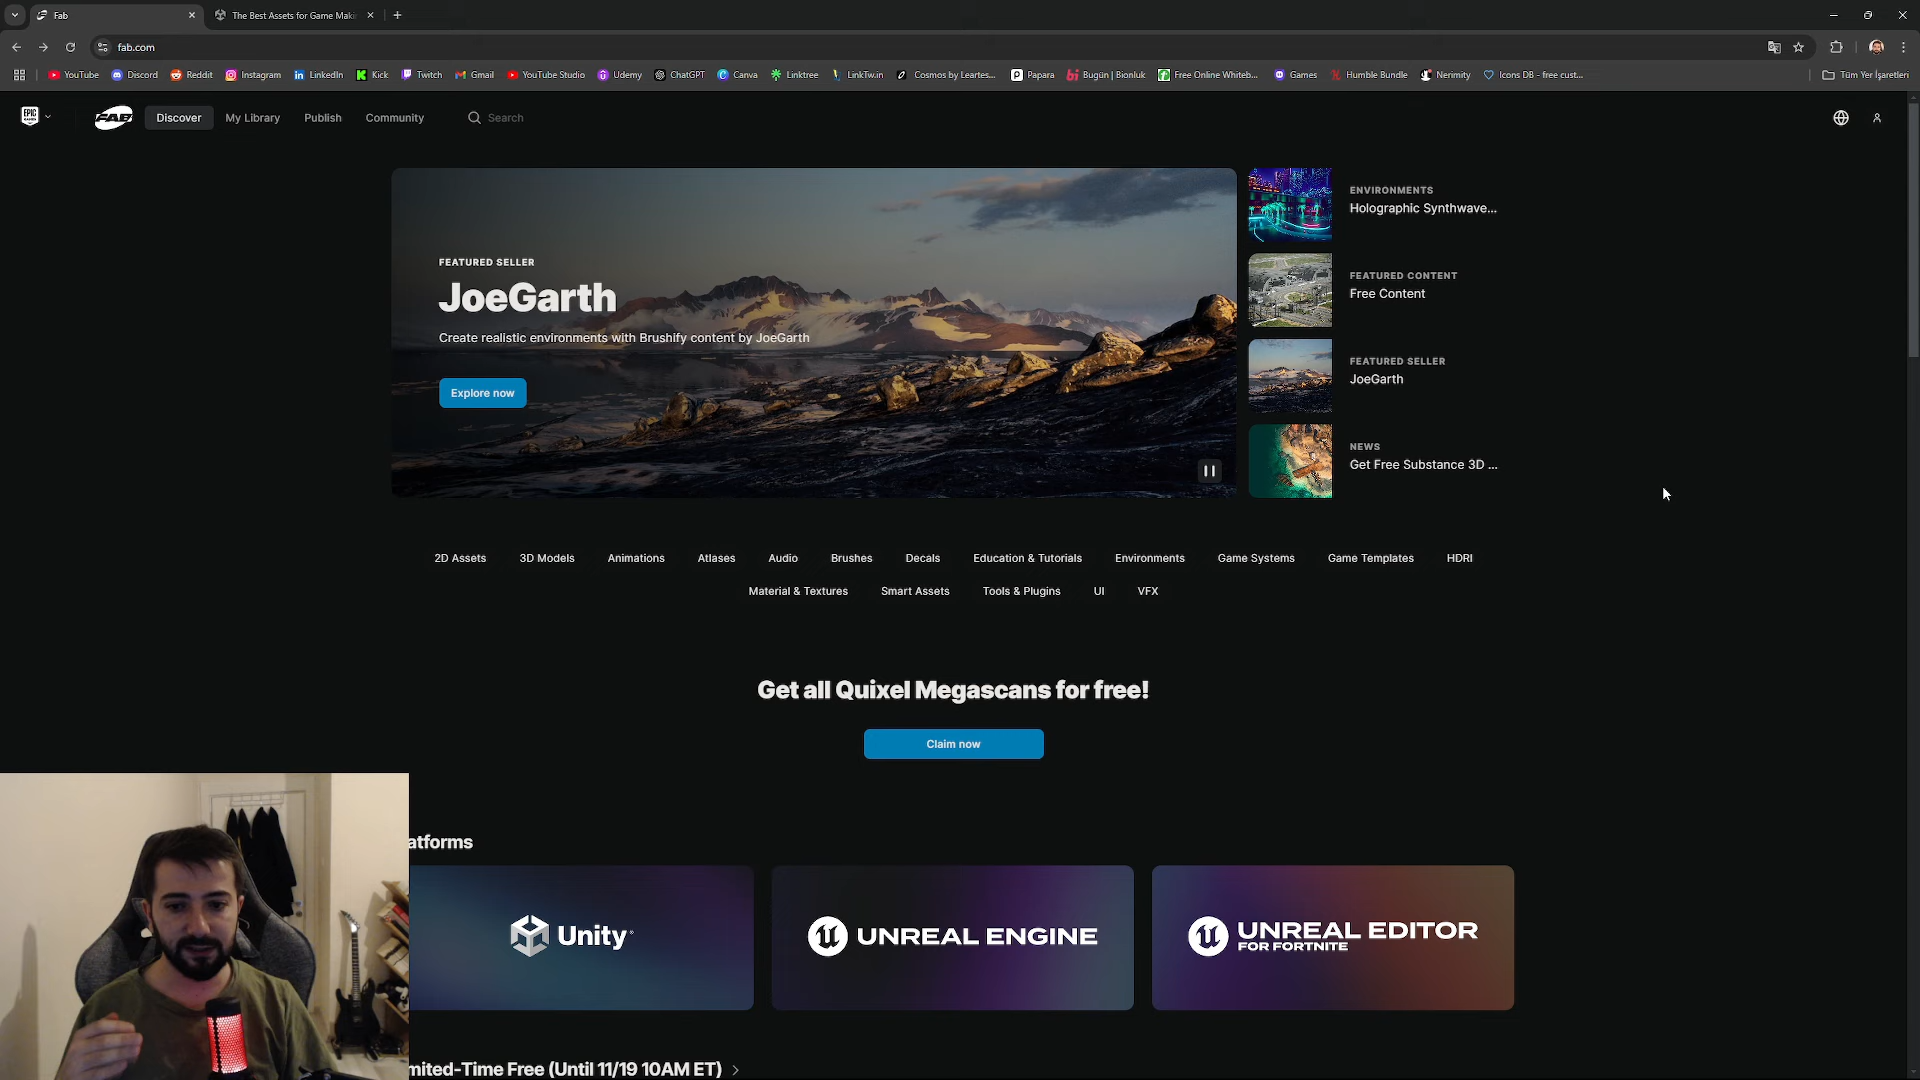 Fab
The Best Assets for Game Maki
fab.com
YouTube
Discord
Reddit
Instagram
LinkedIn
Kick
Twitch
Gmail
YouTube Studio
Udemy
ChatGPT
Canva
Linktree
LinkTw.in
Cosmos by Leartes...
Papara
Bugün | Bionluk
Free Online Whiteb...
Games
Humble Bundle
Nerimity
Icons DB - free cust...
Tüm Yer İşaretleri
EPIC GAMES
FAB
Discover
My Library
Publish
Community
Search
FEATURED SELLER
JoeGarth
Create realistic environments with Brushify content by JoeGarth
Explore now
ENVIRONMENTS
Holographic Synthwave...
FEATURED CONTENT
Free Content
FEATURED SELLER
JoeGarth
NEWS
Get Free Substance 3D ...
2D Assets
3D Models
Animations
Atlases
Audio
Brushes
Decals
Education & Tutorials
Environments
Game Systems
Game Templates
HDRI
Material & Textures
Smart Assets
Tools & Plugins
UI
VFX
Get all Quixel Megascans for free!
Claim now
atforms
Unity
UNREAL ENGINE
UNREAL EDITOR
FOR FORTNITE
mited-Time Free (Until 11/19 10AM ET)